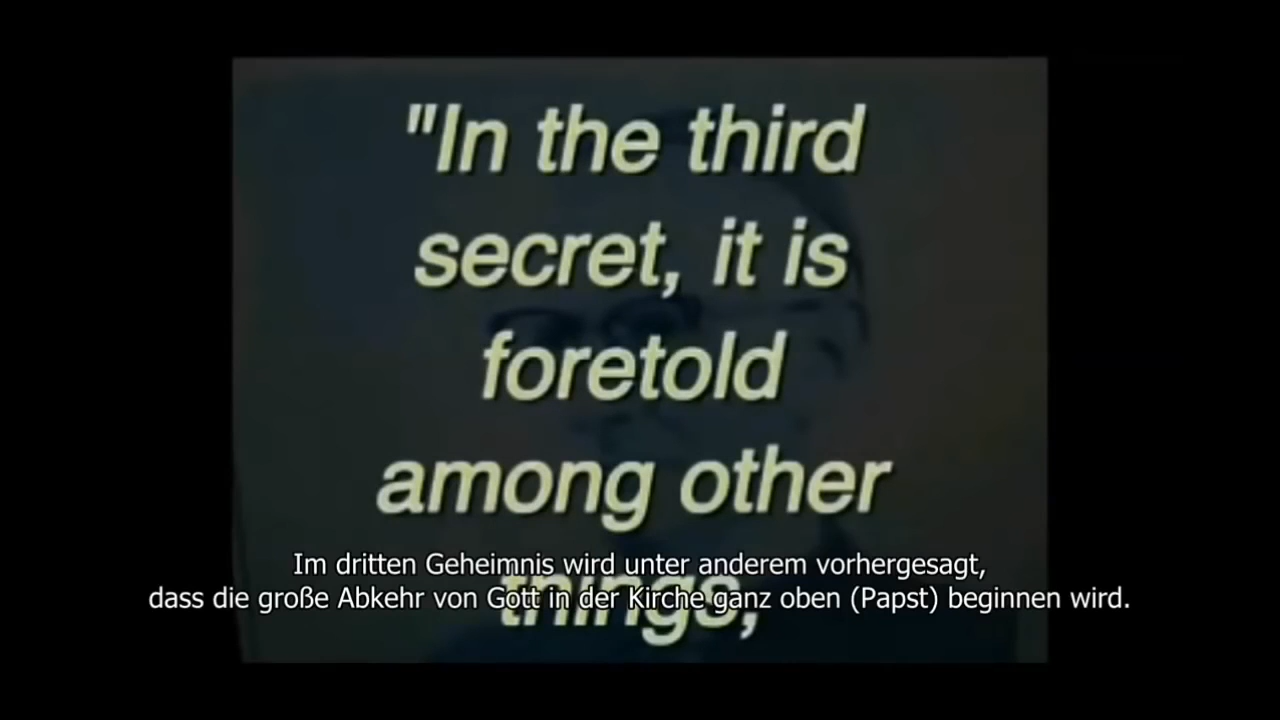 "In the third
secret, it is
foretold
among other
things,
Im dritten Geheimnis wird unter anderem vorhergesagt,
dass die große Abkehr von Gott in der Kirche ganz oben (Papst) beginnen wird.